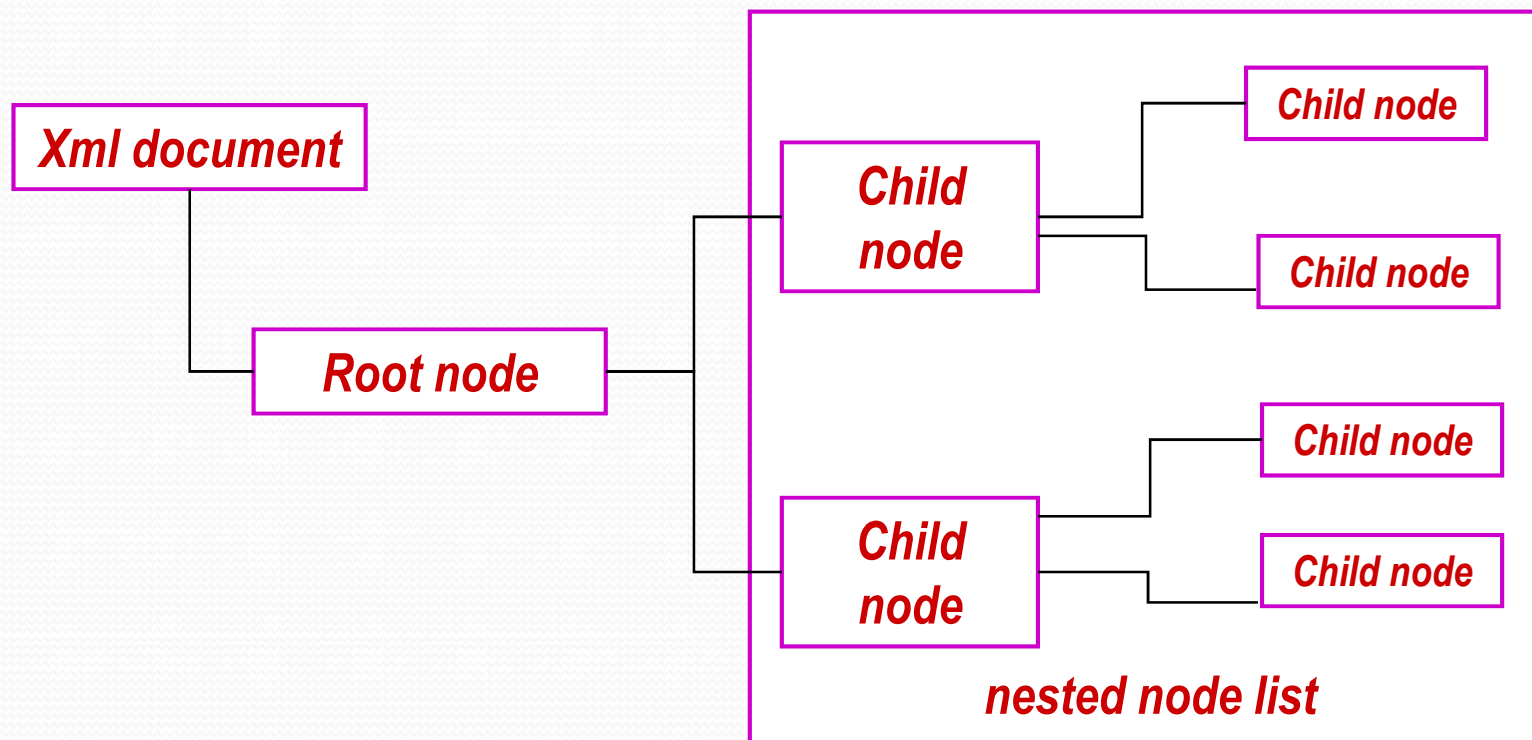 Xml document
Root node
Child
node
Child node
Child node
Child
node
Child node
Child node
nested node list